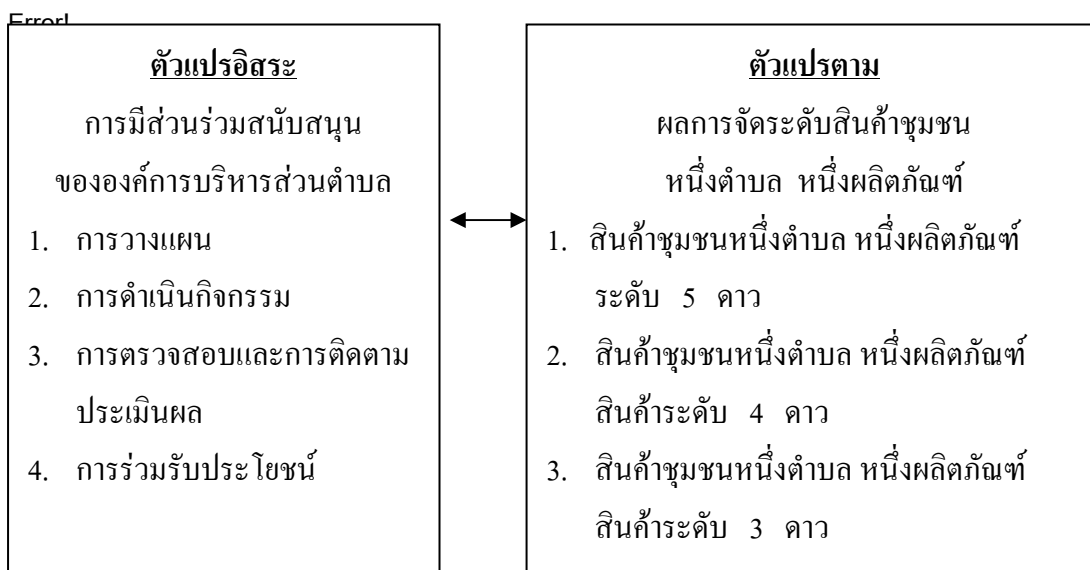 Error!
ตัวแปรอิสระ
การมีส่วนร่วมสนับสนุน
ขององค์การบริหารส่วนตำบล
1. การวางแผน
2. การดำเนินกิจกรรม
3. การตรวจสอบและการติดตาม
ประเมินผล
4. การร่วมรับประโยชน์
ตัวแปรตาม
ผลการจัดระดับสินค้าชุมชน
หนึ่งตำบล หนึ่งผลิตภัณฑ์
1. สินค้าชุมชนหนึ่งตำบล หนึ่งผลิตภัณฑ์
ระดับ 5 ดาว
2. สินค้าชุมชนหนึ่งตำบล หนึ่งผลิตภัณฑ์
สินค้าระดับ 4 ดาว
3. สินค้าชุมชนหนึ่งตำบล หนึ่งผลิตภัณฑ์
สินค้าระดับ 3 ดาว